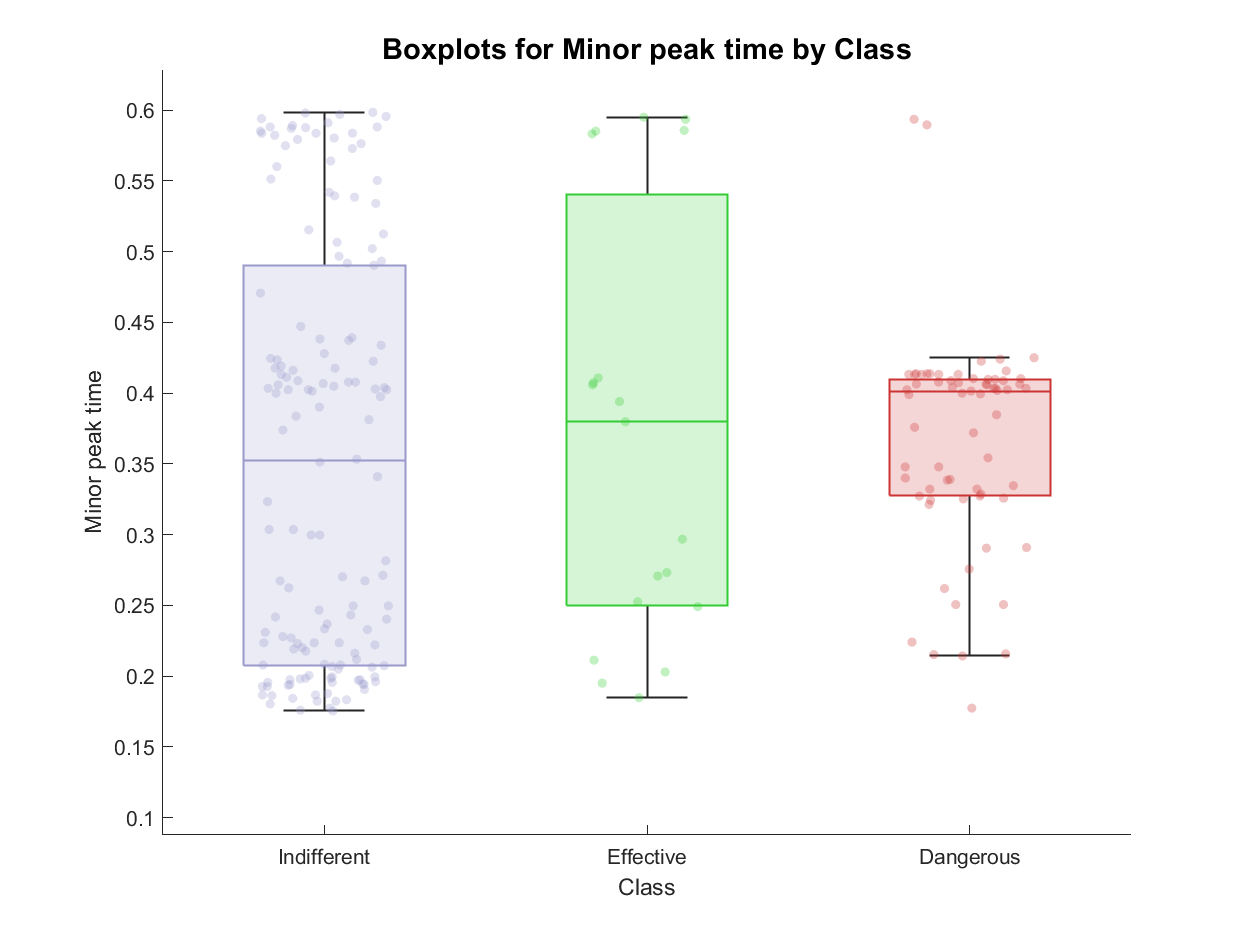 Boxplots for Minor peak time by Class
0.6
0.55
0.5
0.45
0.4
0.35
0.3
0.25
0.2
0.15
0.1
Minor peak time
Indifferent
Effective
Dangerous
Class